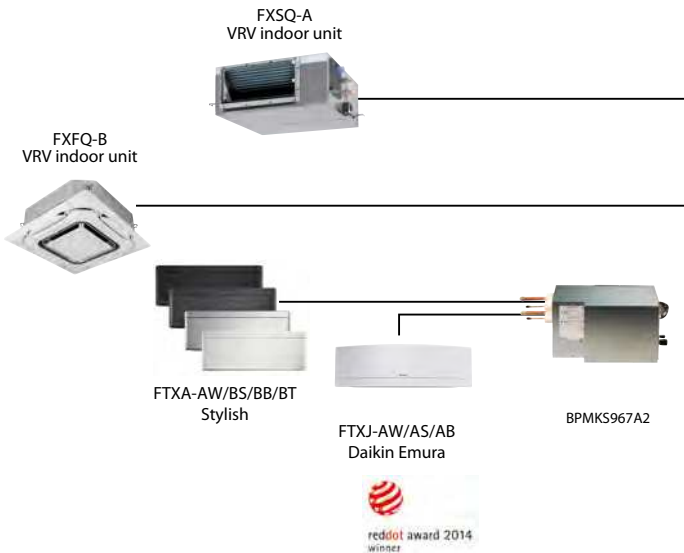 FXSQ-A
VRV indoor unit
FXFQ-B
VRV indoor unit
FTXA-AW/BS/BB/BT
Stylish
FTXJ-AW/AS/AB
Daikin Emura
BPMKS967A2
reddot award 2014
winner